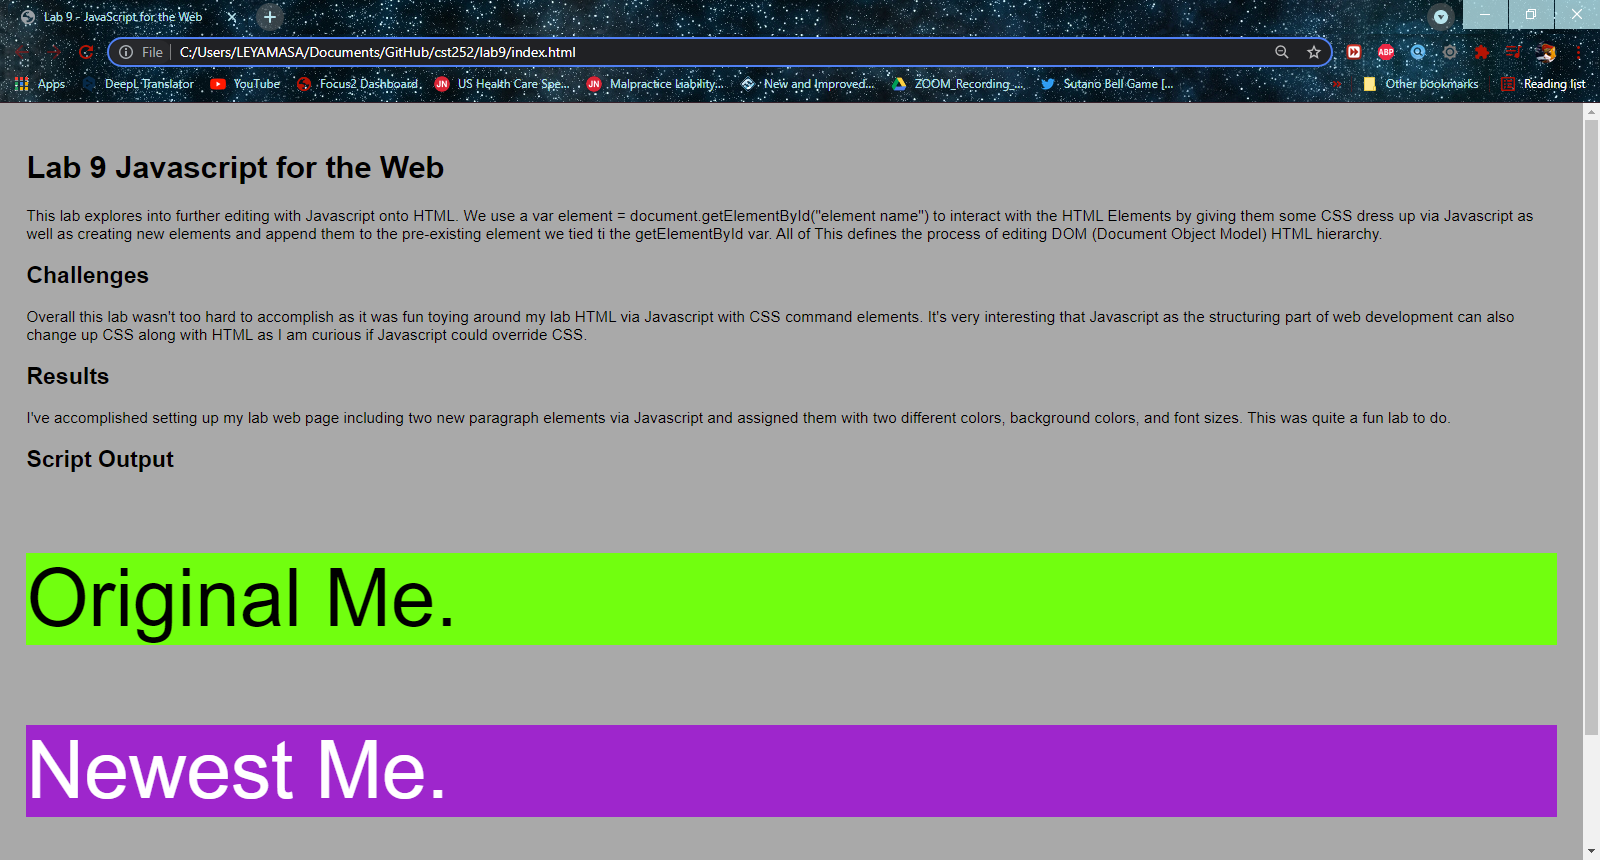 Lab 9 - JavaScript for the Web
File C:/Users/LEYAMASA/Documents/GitHub/cst252/lab9/index.html
ABP
Apps DeepL Translator YouTube Focus2 Dashboard JN US Health Care Spe... JN Malpractice Liability... New and Improved... ZOOM_Recording_... Sutano Bell Game [... Other bookmarks Reading list
Lab 9 Javascript for the Web
This lab explores into further editing with Javascript onto HTML. We use a var element = document.getElementById("element name") to interact with the HTML Elements by giving them some CSS dress up via Javascript as
well as creating new elements and append them to the pre-existing element we tied ti the getElementById var. All of This defines the process of editing DOM (Document Object Model) HTML hierarchy.
Challenges
Overall this lab wasn't too hard to accomplish as it was fun toying around my lab HTML via Javascript with CSS command elements. It's very interesting that Javascript as the structuring part of web development can also
change up CSS along with HTML as I am curious if Javascript could override CSS.
Results
I've accomplished setting up my lab web page including two new paragraph elements via Javascript and assigned them with two different colors, background colors, and font sizes. This was quite a fun lab to do.
Script Output
Original Me.
Newest Me.